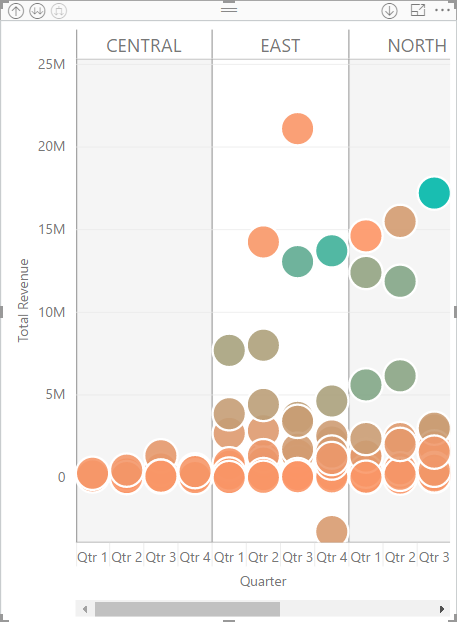 CENTRAL EAST NORTH
25M
20M
15M
10M
5M
0
Total Revenue
Qtr 1 Qtr 2 Qtr 3 Qtr 4 Qtr 1 Qtr 2 Qtr 3 Qtr 4 Qtr 1 Qtr 2 Qtr 3
Quarter